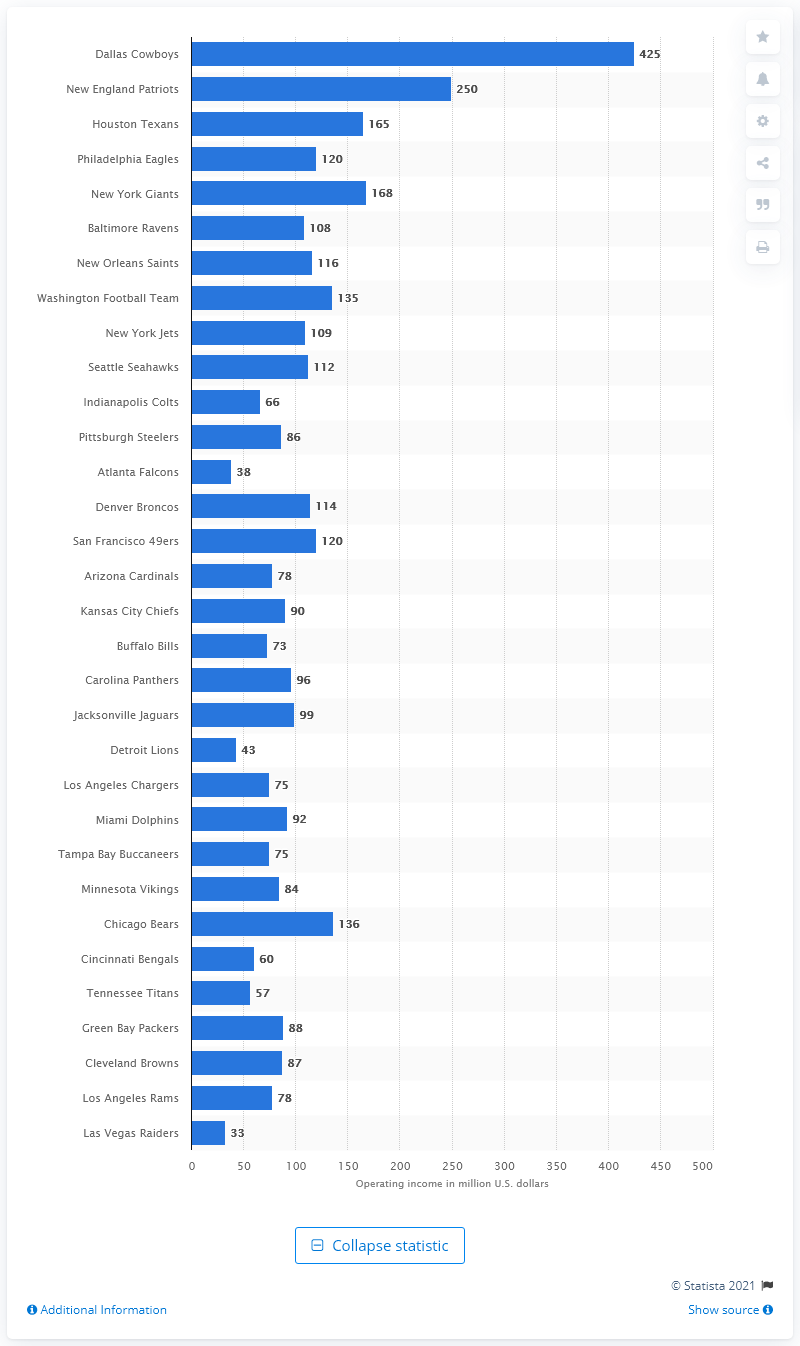 Dallas Cowboys 425
New England Patriots 250
Houston Texans 165
Philadelphia Eagles 120
New York Giants 168
Baltimore Ravens 108
New Orleans Saints 116
Washington Football Team 135
New York Jets 109
Seattle Seahawks 112
Indianapolis Colts 66
Pittsburgh Steelers 86
Atlanta Falcons 38
Denver Broncos 114
San Francisco 49ers 120
Arizona Cardinals 78
Kansas City Chiefs 90
Buffalo Bills 73
Carolina Panthers 96
Jacksonville Jaguars 99
Detroit Lions 43
Los Angeles Chargers 75
Miami Dolphins 92
Tampa Bay Buccaneers 75
Minnesota Vikings 84
Chicago Bears 136
Cincinnati Bengals 60
Tennessee Titans 57
Green Bay Packers 88
Cleveland Browns 87
Los Angeles Rams 78
Las Vegas Raiders 33
0 50 100 150 200 250 300 350 400 450 500
Operating income in million U.S. dollars
Collapse statistic
© Statista 2021
Additional Information Show source